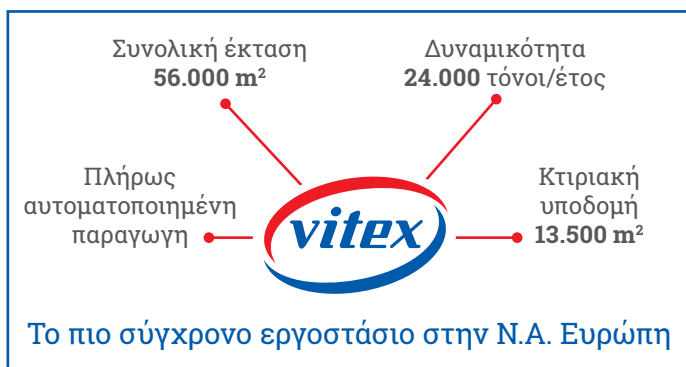 Συνολική έκταση
56.000 m²
Δυναμικότητα
24.000 τόνοι/έτος
Πλήρως
αυτοματοποιημένη
παραγωγη
vitex
Κτιριακή
υποδομή
13.500 m²
Το πιο σύγχρονο εργοστάσιο στην Ν.Α. Ευρώπη